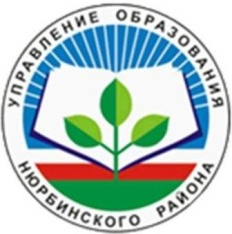 УПРАВЛЕНИЕ ОБРАЗОВАНИЯ
НЮРБИНСКОГО РАЙОНА